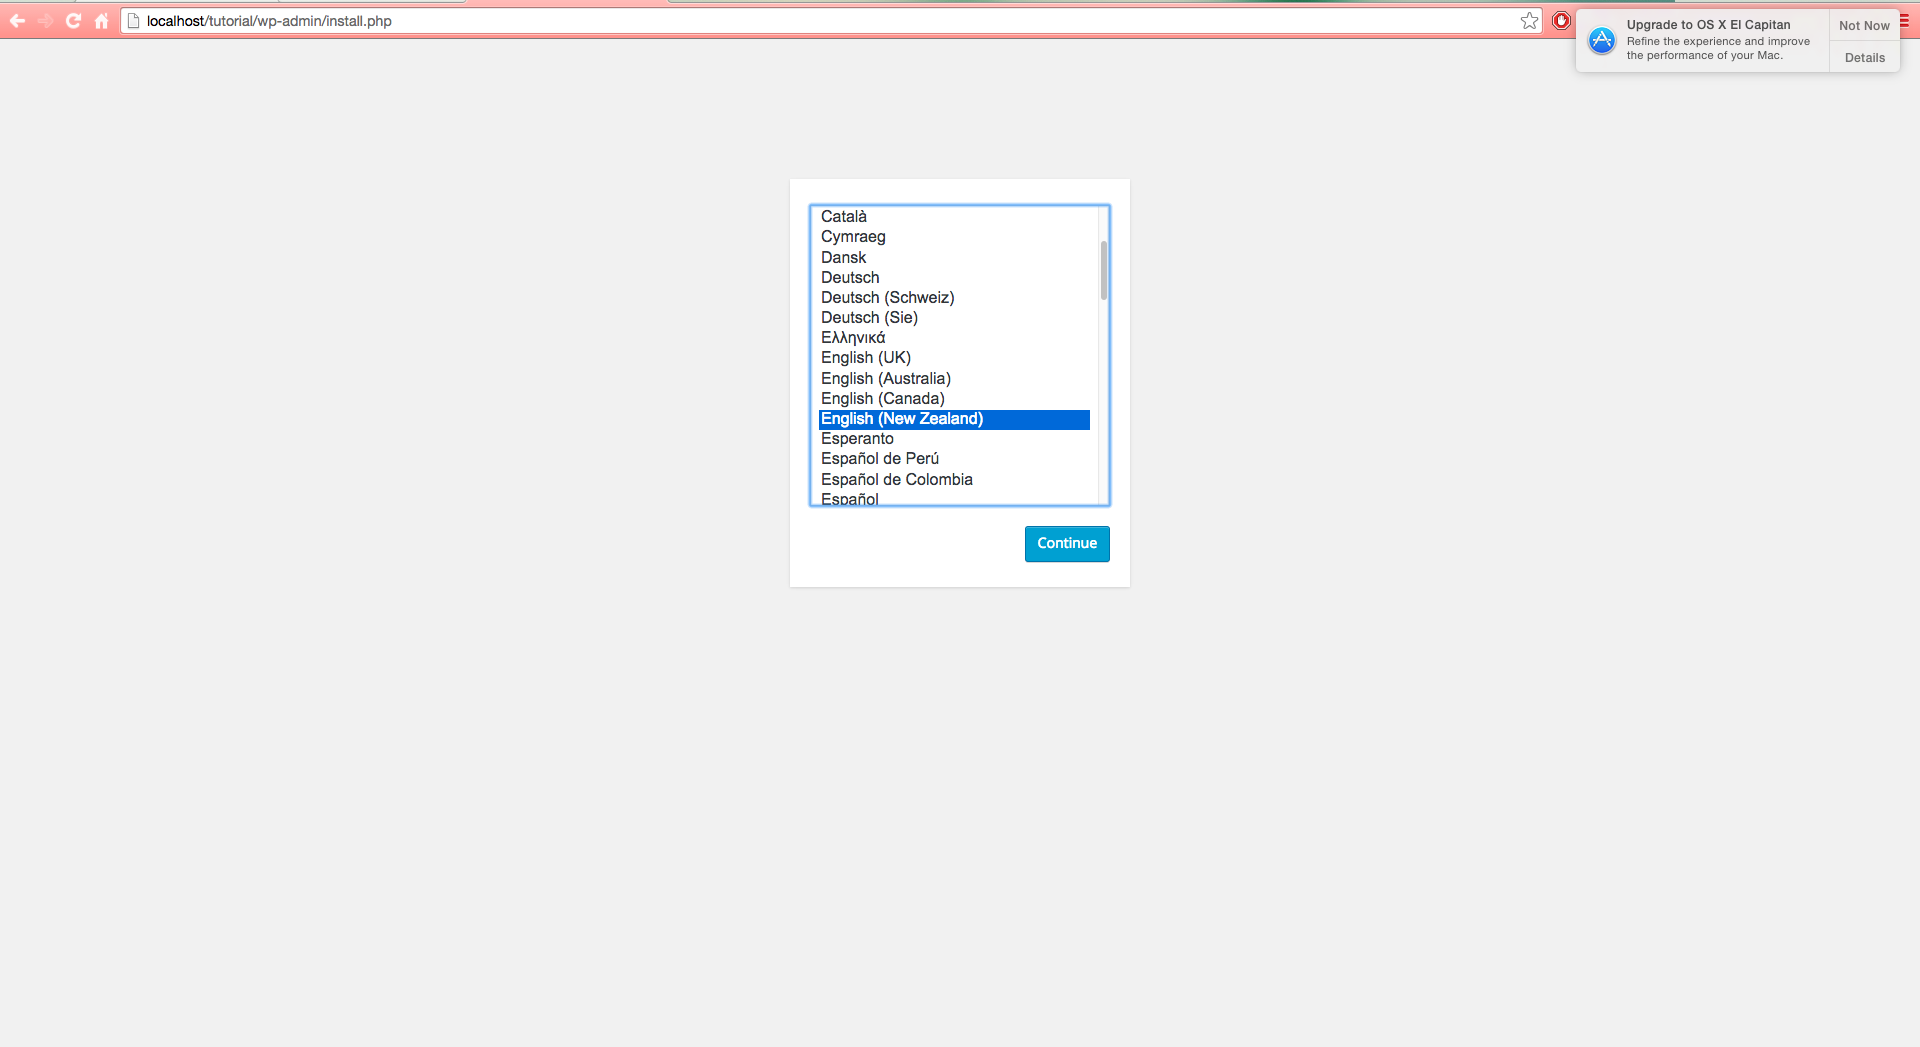 localhost/tutorial/wp-admin/install.php
Upgrade to OS X El Capitan
Refine the experience and improve
the performance of your Mac.
Not Now
Details
Català
Cymraeg
Dansk
Deutsch
Deutsch (Schweiz)
Deutsch (Sie)
Ελληνικά
English (UK)
English (Australia)
English (Canada)
English (New Zealand)
Esperanto
Español de Perú
Español de Colombia
Español
Continue